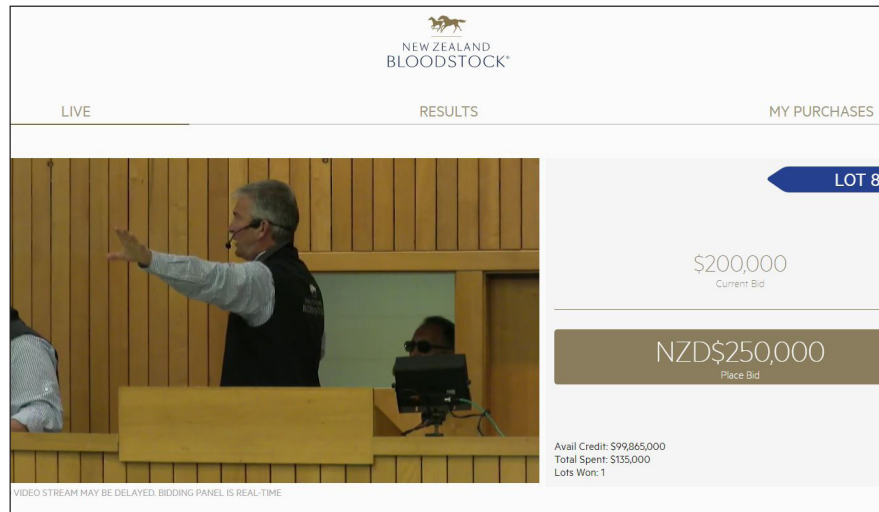 NEW ZEALAND
BLOODSTOCK®
LIVE
RESULTS
MY PURCHASES
LOT 8
$200,000
Current Bid
NZD$250,000
Place Bid
Avail Credit: $99,865,000
Total Spent: $135,000
Lots Won: 1
VIDEO STREAM MAY BE DELAYED. BIDDING PANEL IS REAL-TIME